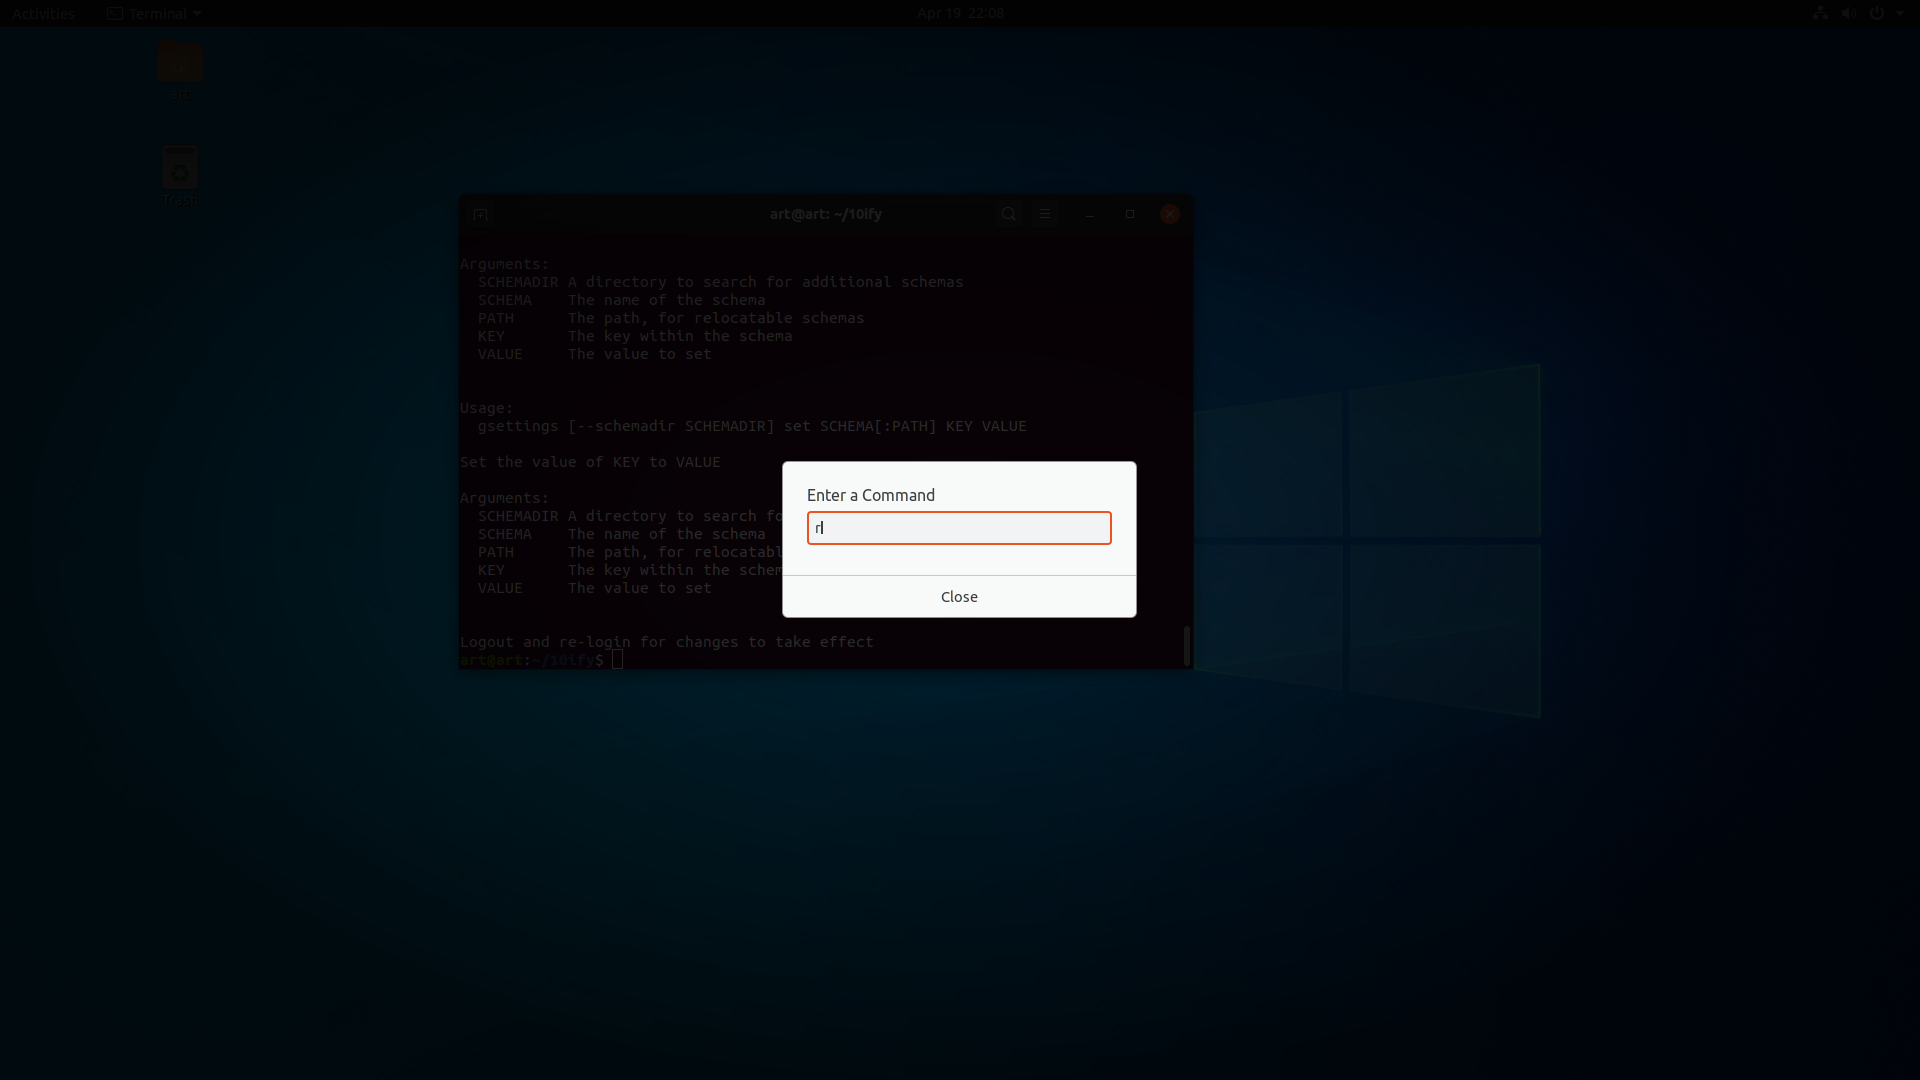 Activities Terminal Apr 19 22:08
art
Trash
art@art: ~/10ify
Arguments:
SCHEMADIR A directory to search for additional schemas
SCHEMA The name of the schema
PATH The path, for relocatable schemas
KEY The key within the schema
VALUE The value to set
Usage:
gsettings [--schemadir SCHEMADIR] set SCHEMA[:PATH] KEY VALUE
Set the value of KEY to VALUE
Arguments:
SCHEMADIR A directory to search fo
SCHEMA The name of the schema
PATH The path, for relocatabl
KEY The key within the schem
VALUE The value to set
Logout and re-login for changes to take effect
art@art:~/10ify$
Enter a Command
r
Close